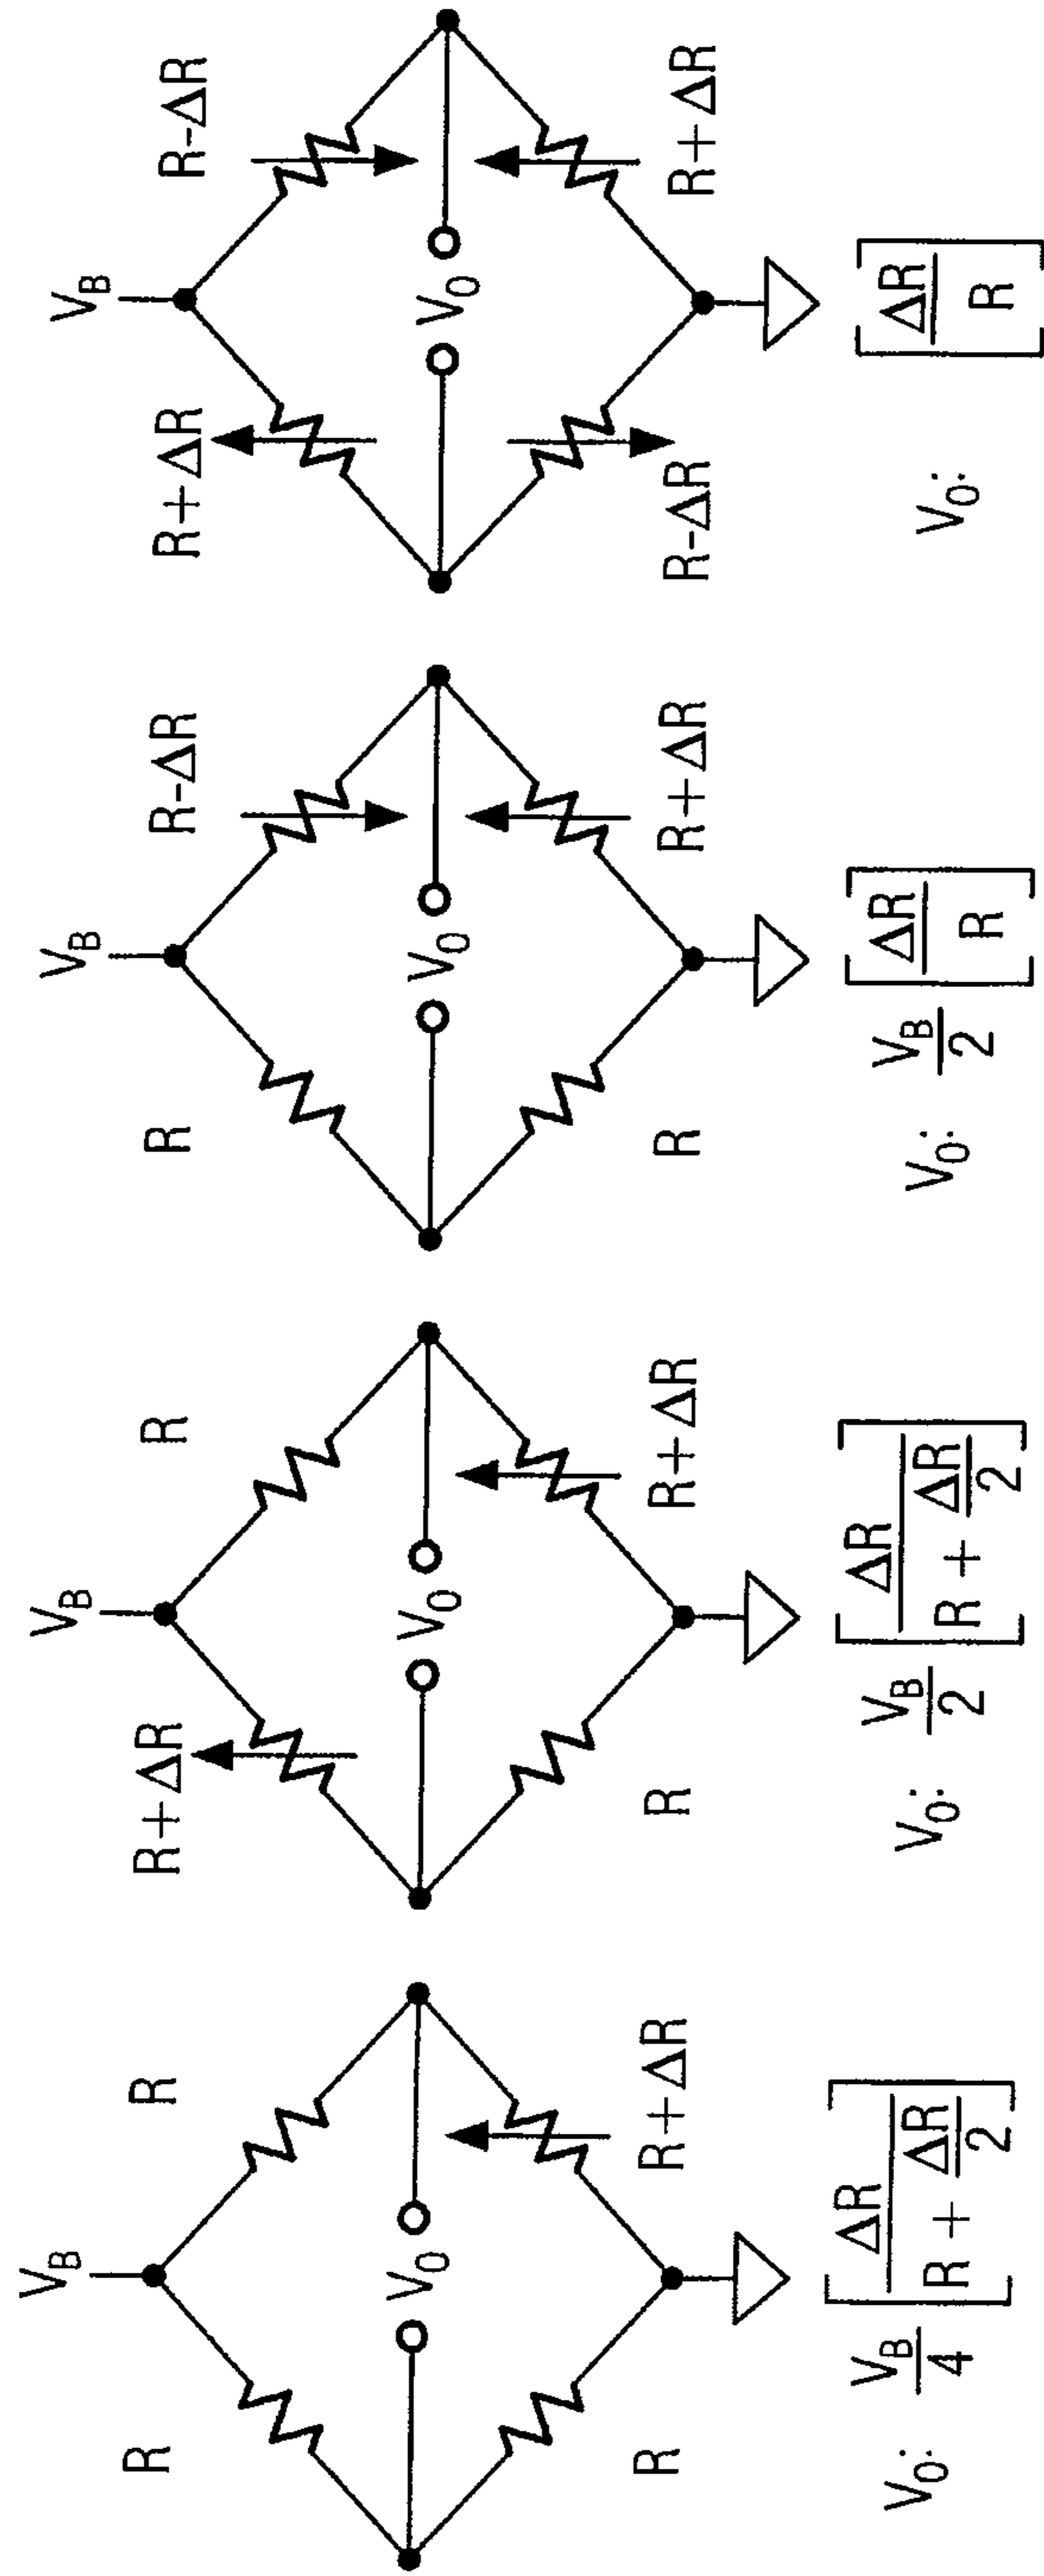 V_B
R
R
V_0
R
R+ΔR
V_0: V_B/4 [ΔR/(R + ΔR/2)]
V_B
R+ΔR
R
V_0
R
R+ΔR
V_0: V_B/2 [ΔR/(R + ΔR/2)]
V_B
R
R-ΔR
V_0
R
R+ΔR
V_0: V_B/2 [ΔR/R]
V_B
R+ΔR
R-ΔR
V_0
R-ΔR
R+ΔR
V_0: [ΔR/R]